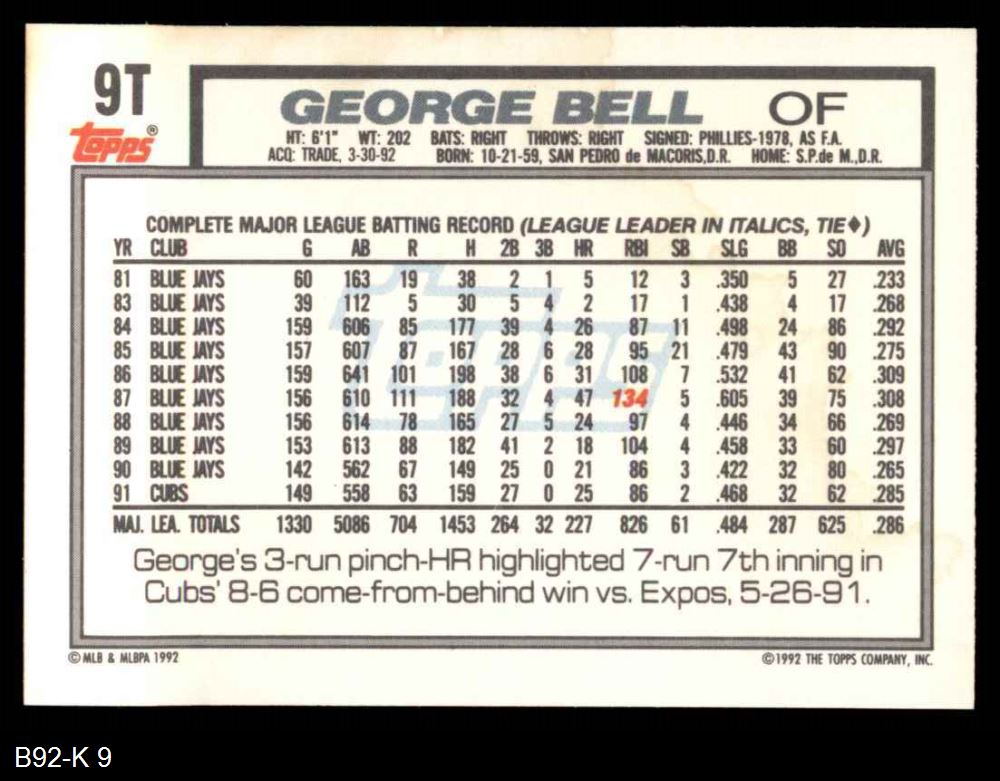 9T
topps®
GEORGE BELL OF
HT: 6'1" WT: 202 BATS: RIGHT THROWS: RIGHT SIGNED: PHILLIES-1978, AS F.A.
ACQ: TRADE, 3-30-92 BORN: 10-21-59, SAN PEDRO de MACORIS,D.R. HOME: S.P.de M.,D.R.
COMPLETE MAJOR LEAGUE BATTING RECORD (LEAGUE LEADER IN ITALICS, TIE♦)
YR CLUB G AB R H 2B 3B HR RBI SB SLG BB SO AVG
81 BLUE JAYS 60 163 19 38 2 1 5 12 3 .350 5 27 .233
83 BLUE JAYS 39 112 5 30 5 4 2 17 1 .438 4 17 .268
84 BLUE JAYS 159 606 85 177 39 4 26 87 11 .498 24 86 .292
85 BLUE JAYS 157 607 87 167 28 6 28 95 21 .479 43 90 .275
86 BLUE JAYS 159 641 101 198 38 6 31 108 7 .532 41 62 .309
87 BLUE JAYS 156 610 111 188 32 4 47 134 5 .605 39 75 .308
88 BLUE JAYS 156 614 78 165 27 5 24 97 4 .446 34 66 .269
89 BLUE JAYS 153 613 88 182 41 2 18 104 4 .458 33 60 .297
90 BLUE JAYS 142 562 67 149 25 0 21 86 3 .422 32 80 .265
91 CUBS 149 558 63 159 27 0 25 86 2 .468 32 62 .285
MAJ. LEA. TOTALS 1330 5086 704 1453 264 32 227 826 61 .484 287 625 .286
George's 3-run pinch-HR highlighted 7-run 7th inning in
Cubs' 8-6 come-from-behind win vs. Expos, 5-26-91.
© MLB & MLBPA 1992 ©1992 THE TOPPS COMPANY, INC.
B92-K 9